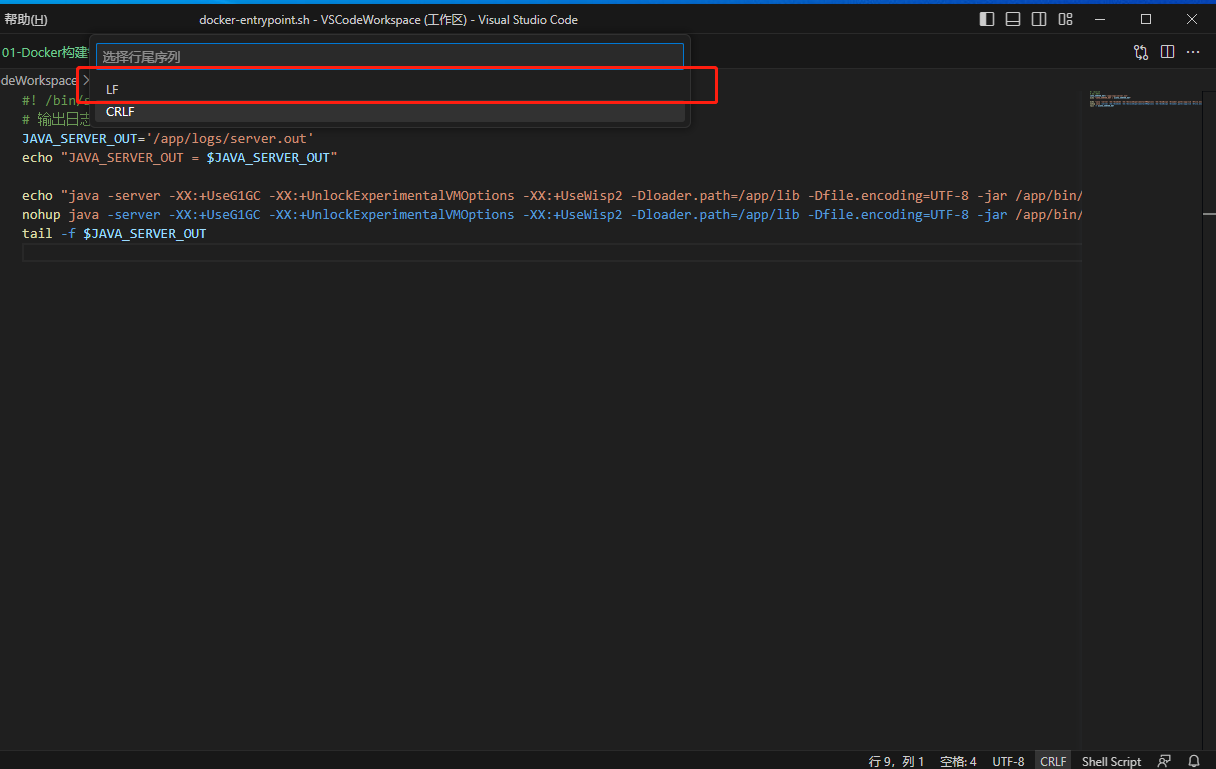 帮助(H)
docker-entrypoint.sh - VSCodeWorkspace (工作区) - Visual Studio Code
01-Docker构建
选择行尾序列
deWorkspace
LF
#! /bin/s
CRLF
# 输出日志
JAVA_SERVER_OUT='/app/logs/server.out'
echo "JAVA_SERVER_OUT = $JAVA_SERVER_OUT"
echo "java -server -XX:+UseG1GC -XX:+UnlockExperimentalVMOptions -XX:+UseWisp2 -Dloader.path=/app/lib -Dfile.encoding=UTF-8 -jar /app/bin/
nohup java -server -XX:+UseG1GC -XX:+UnlockExperimentalVMOptions -XX:+UseWisp2 -Dloader.path=/app/lib -Dfile.encoding=UTF-8 -jar /app/bin/
tail -f $JAVA_SERVER_OUT
行 9，列 1 空格: 4 UTF-8 CRLF Shell Script